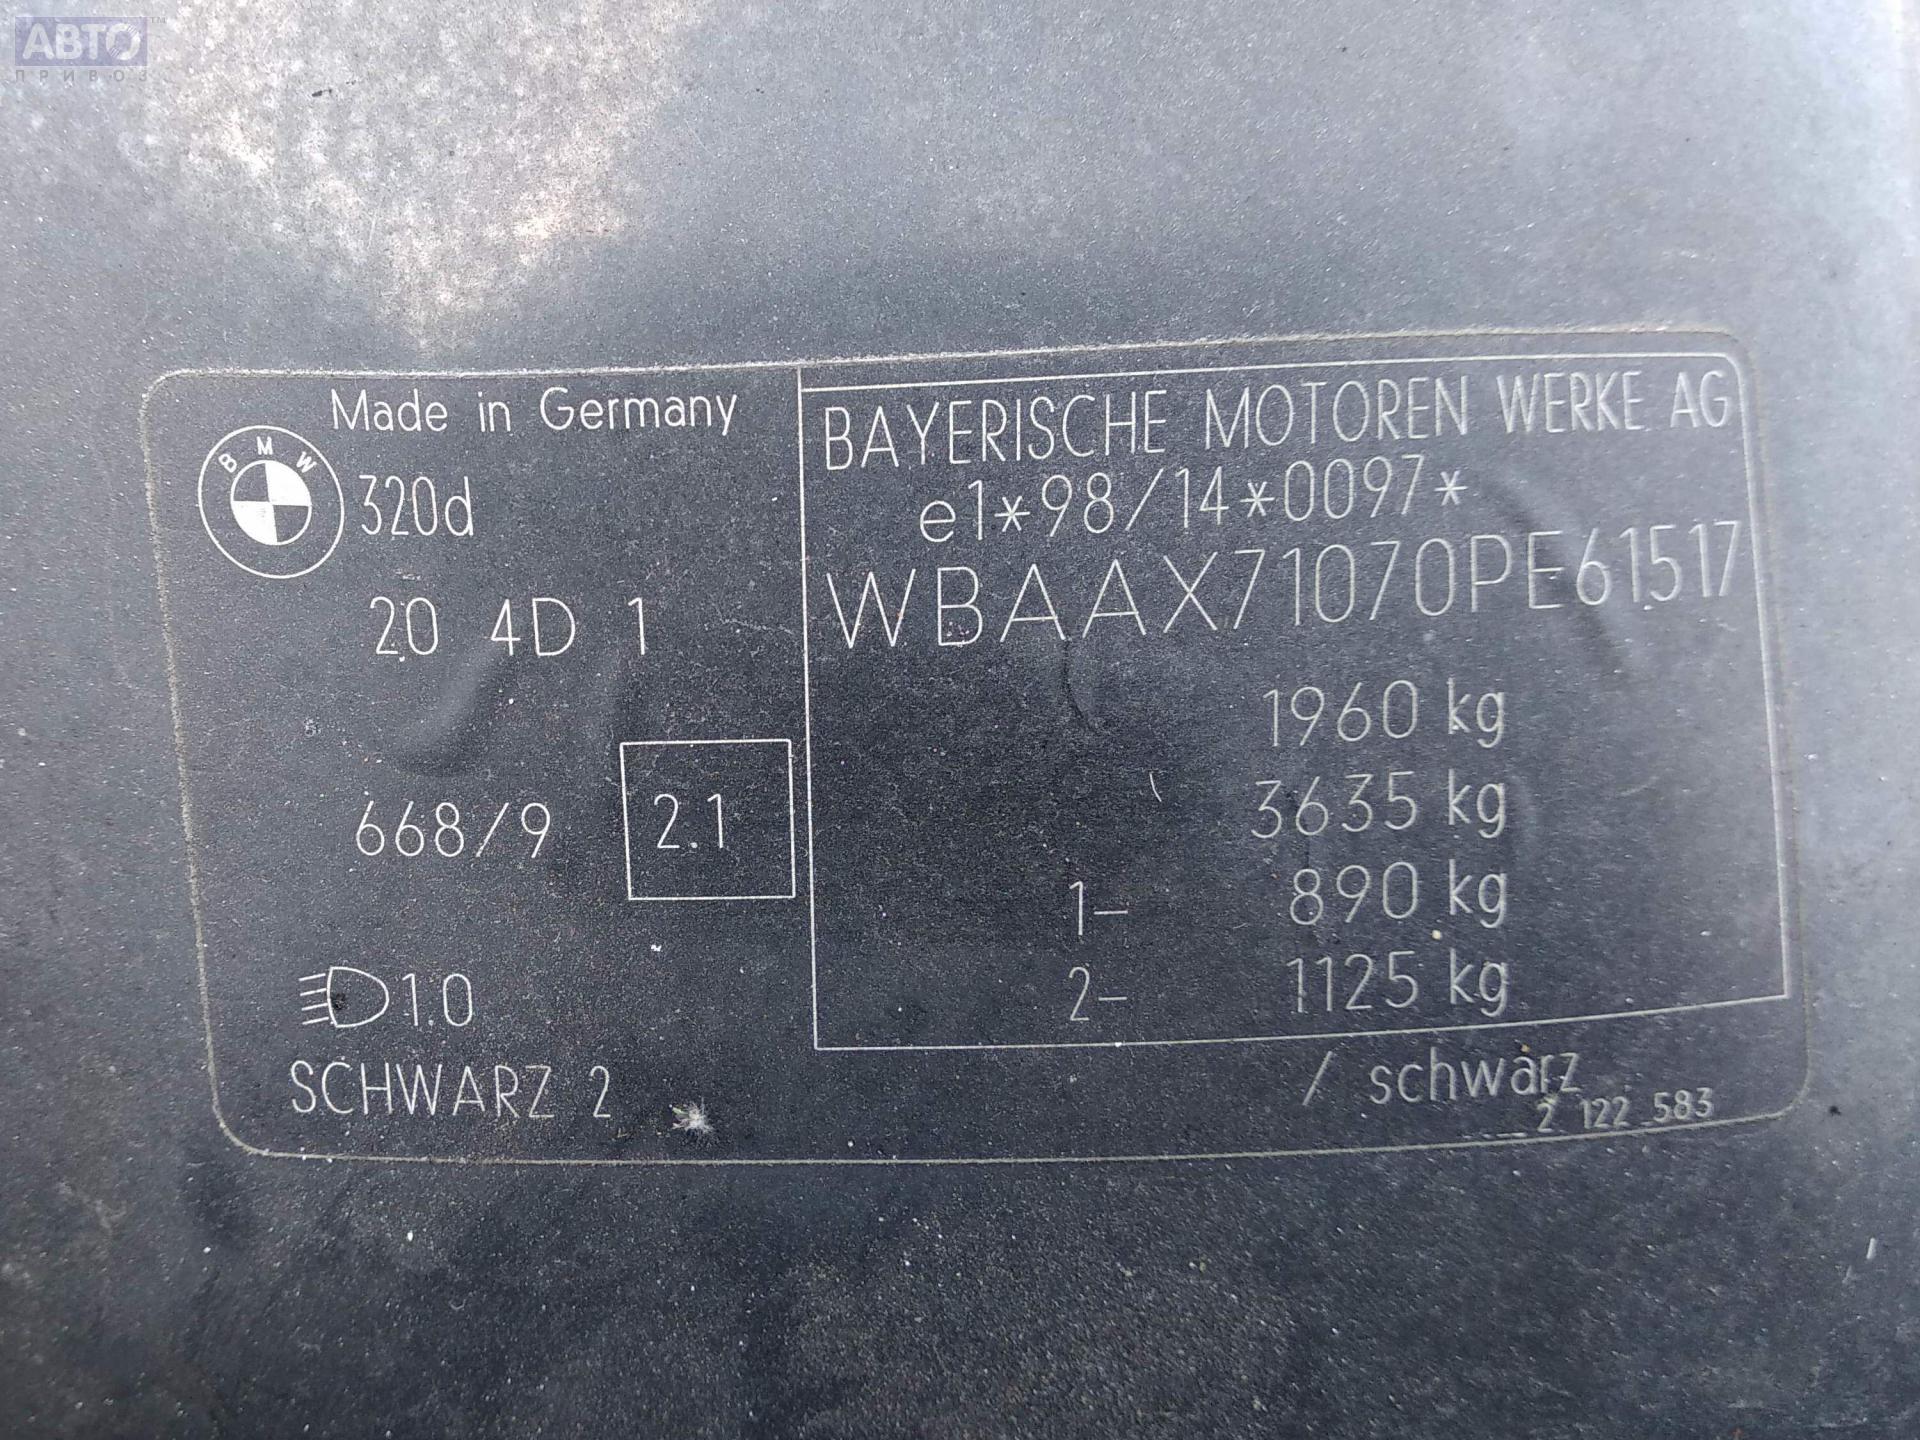 АВТО
ПРИВОЗ
Made in Germany
BMW
320d
20 4D 1
668/9
2.1
10
SCHWARZ 2
BAYERISCHE MOTOREN WERKE AG
e1*98/14*0097*
WBAAX71070PE61517
1960 kg
3635 kg
1- 890 kg
2- 1125 kg
/ schwarz
2 122 583